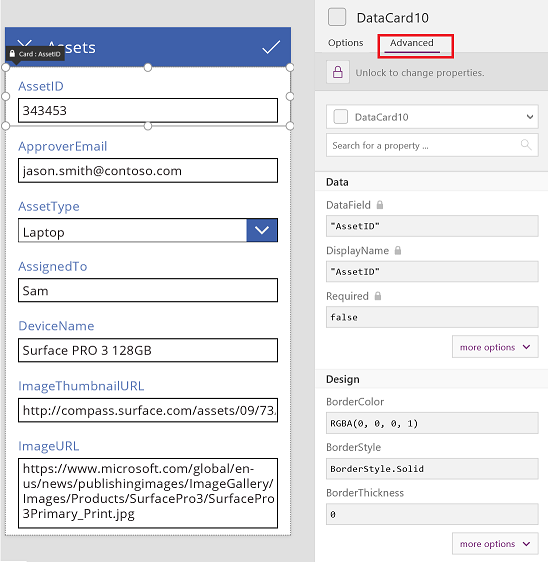 Card : AssetID
Assets
AssetID
343453
ApproverEmail
jason.smith@contoso.com
AssetType
Laptop
AssignedTo
Sam
DeviceName
Surface PRO 3 128GB
ImageThumbnailURL
http://compass.surface.com/assets/09/73.
ImageURL
https://www.microsoft.com/global/en-
us/news/publishingimages/ImageGallery/
Images/Products/SurfacePro3/SurfacePro
3Primary_Print.jpg
DataCard10
Options
Advanced
Unlock to change properties.
DataCard10
Search for a property ...
Data
DataField
"AssetID"
DisplayName
"AssetID"
Required
false
more options
Design
BorderColor
RGBA(0, 0, 0, 1)
BorderStyle
BorderStyle.Solid
BorderThickness
0
more options